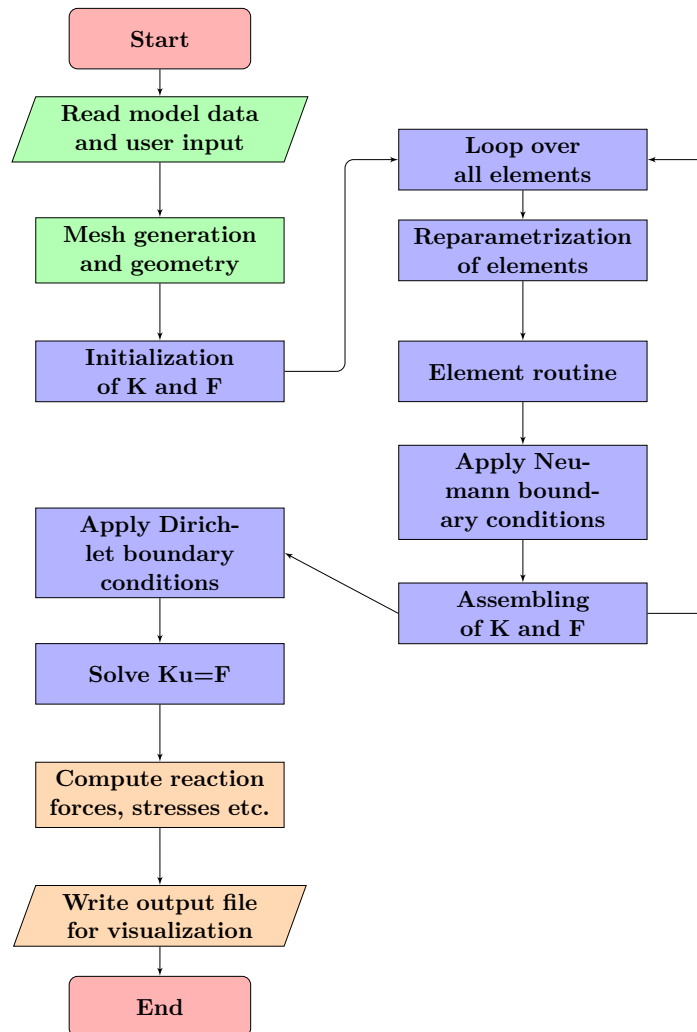 Start
Read model data
and user input
Mesh generation
and geometry
Initialization
of K and F
Loop over
all elements
Reparametrization
of elements
Element routine
Apply Neu-
mann bound-
ary conditions
Assembling
of K and F
Apply Dirich-
let boundary
conditions
Solve Ku=F
Compute reaction
forces, stresses etc.
Write output file
for visualization
End